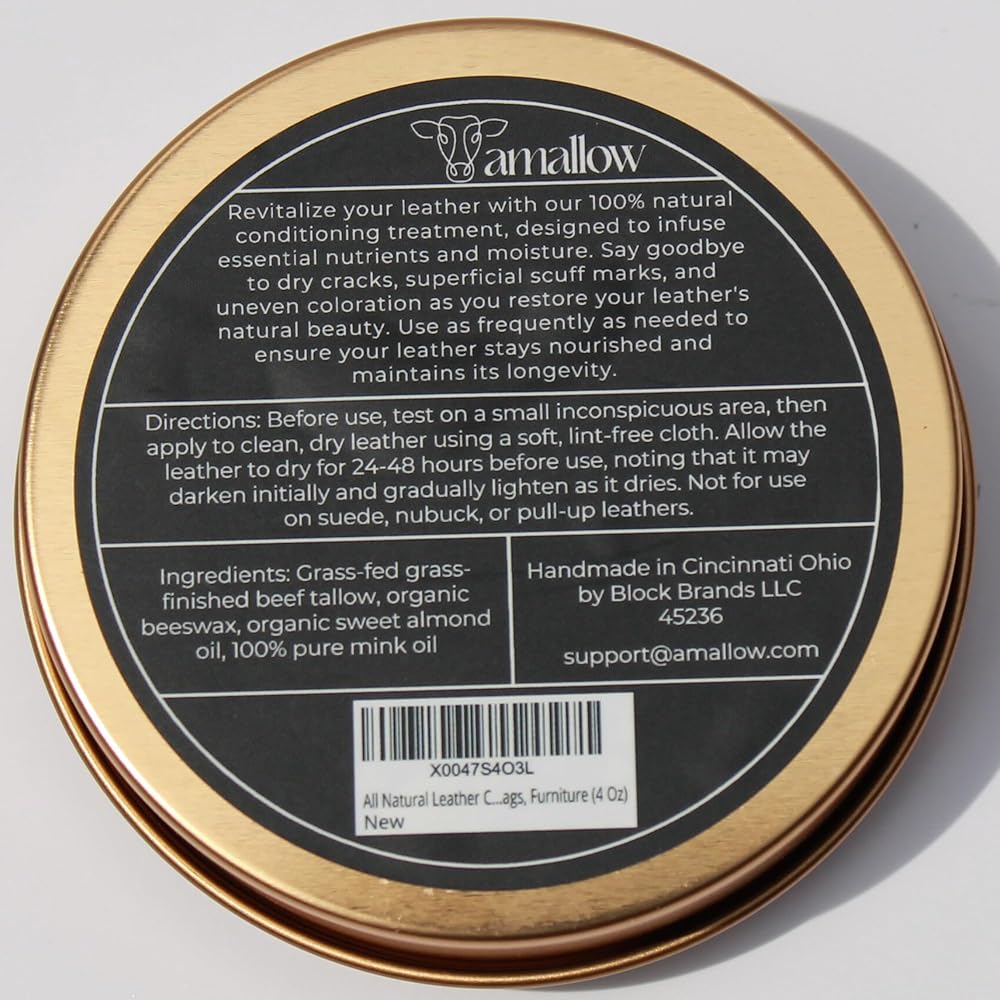 amallow
Revitalize your leather with our 100% natural
conditioning treatment, designed to infuse
essential nutrients and moisture. Say goodbye
to dry cracks, superficial scuff marks, and
uneven coloration as you restore your leather's
natural beauty. Use as frequently as needed to
ensure your leather stays nourished and
maintains its longevity.
Directions: Before use, test on a small inconspicuous area, then
apply to clean, dry leather using a soft, lint-free cloth. Allow the
leather to dry for 24-48 hours before use, noting that it may
darken initially and gradually lighten as it dries. Not for use
on suede, nubuck, or pull-up leathers.
Ingredients: Grass-fed grass-
finished beef tallow, organic
beeswax, organic sweet almond
oil, 100% pure mink oil
Handmade in Cincinnati Ohio
by Block Brands LLC
45236
support@amallow.com
X0047S4O3L
All Natural Leather C...ags, Furniture (4 Oz)
New